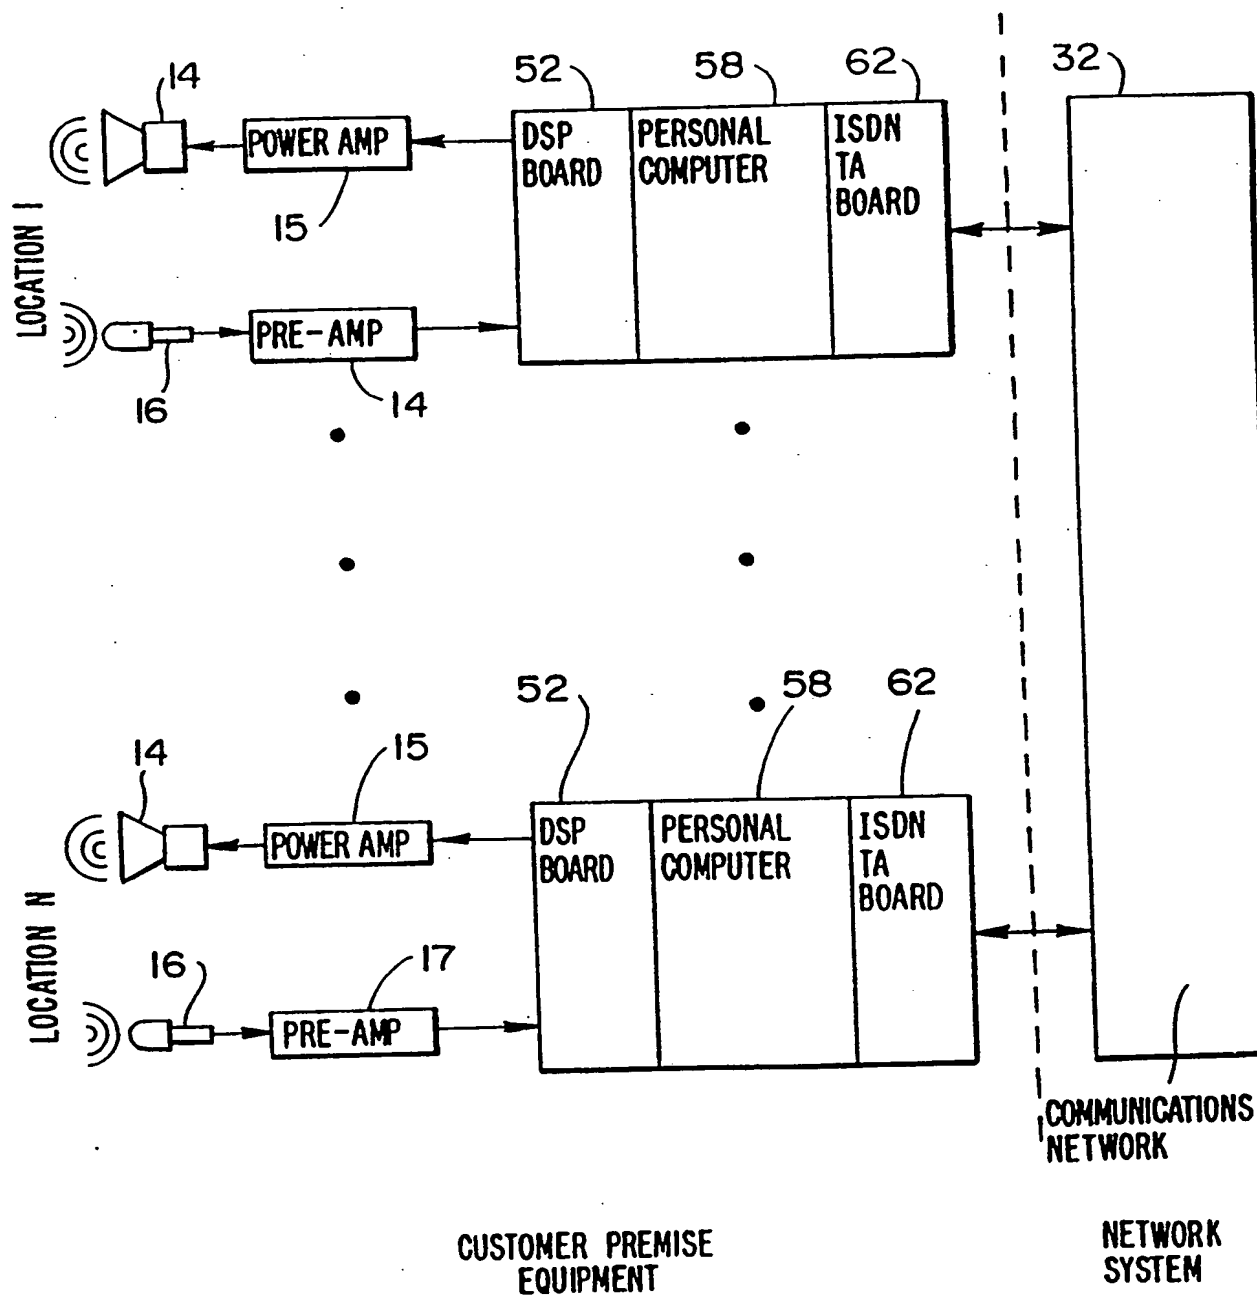 14
52
58
62
32
POWER AMP
DSP
BOARD
PERSONAL
COMPUTER
ISDN
TA
BOARD
15
LOCATION 1
PRE-AMP
16
14
52
58
62
14
15
POWER AMP
DSP
BOARD
PERSONAL
COMPUTER
ISDN
TA
BOARD
LOCATION N
16
17
PRE-AMP
COMMUNICATIONS
NETWORK
CUSTOMER PREMISE
EQUIPMENT
NETWORK
SYSTEM